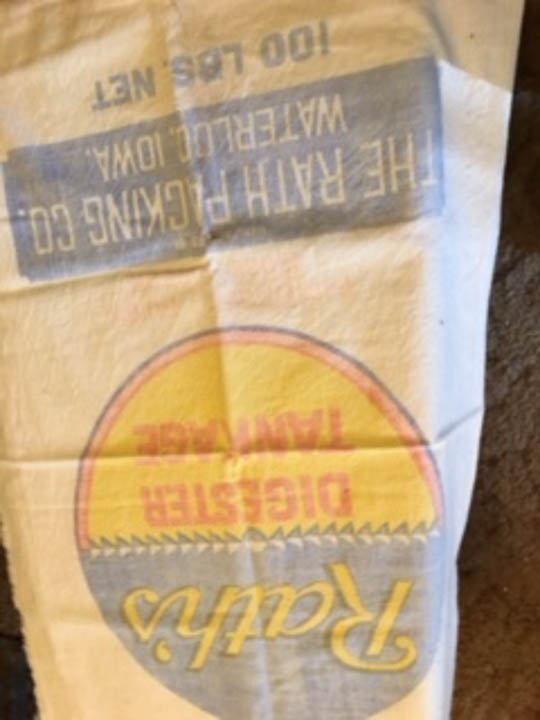 Rath's
DIGESTER
TANKAGE
THE RATH PACKING CO.
WATERLOO, IOWA.
100 LBS. NET